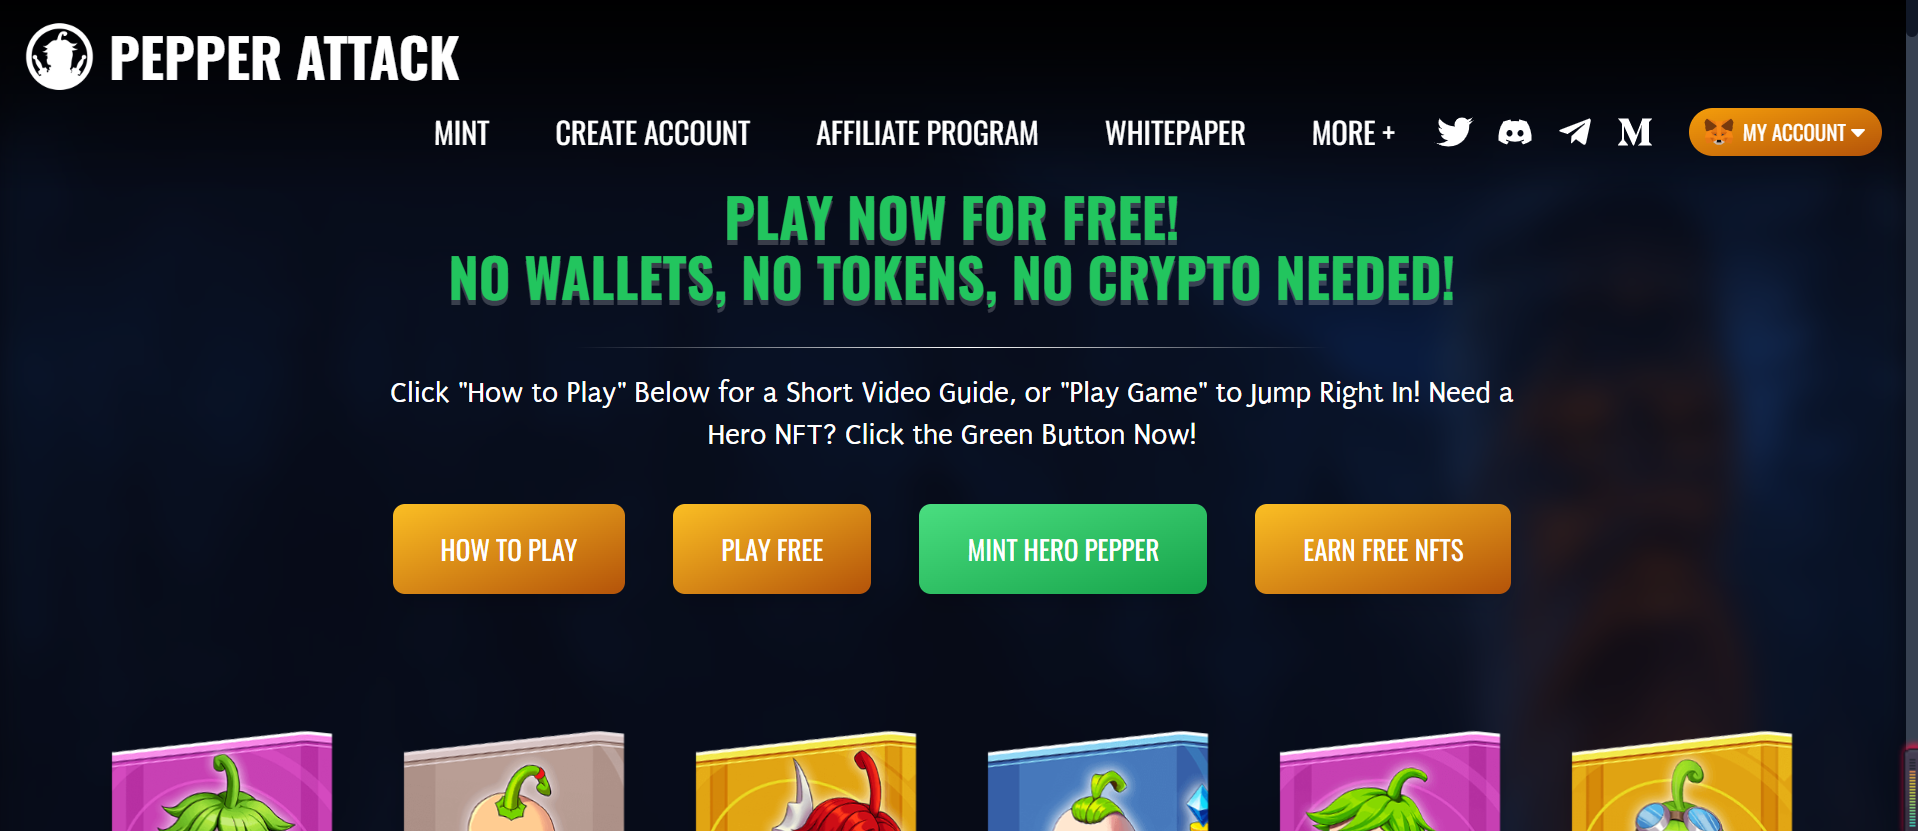 PEPPER ATTACK
MINT CREATE ACCOUNT AFFILIATE PROGRAM WHITEPAPER MORE + MY ACCOUNT
PLAY NOW FOR FREE!
NO WALLETS, NO TOKENS, NO CRYPTO NEEDED!
Click "How to Play" Below for a Short Video Guide, or "Play Game" to Jump Right In! Need a
Hero NFT? Click the Green Button Now!
HOW TO PLAY PLAY FREE MINT HERO PEPPER EARN FREE NFTS